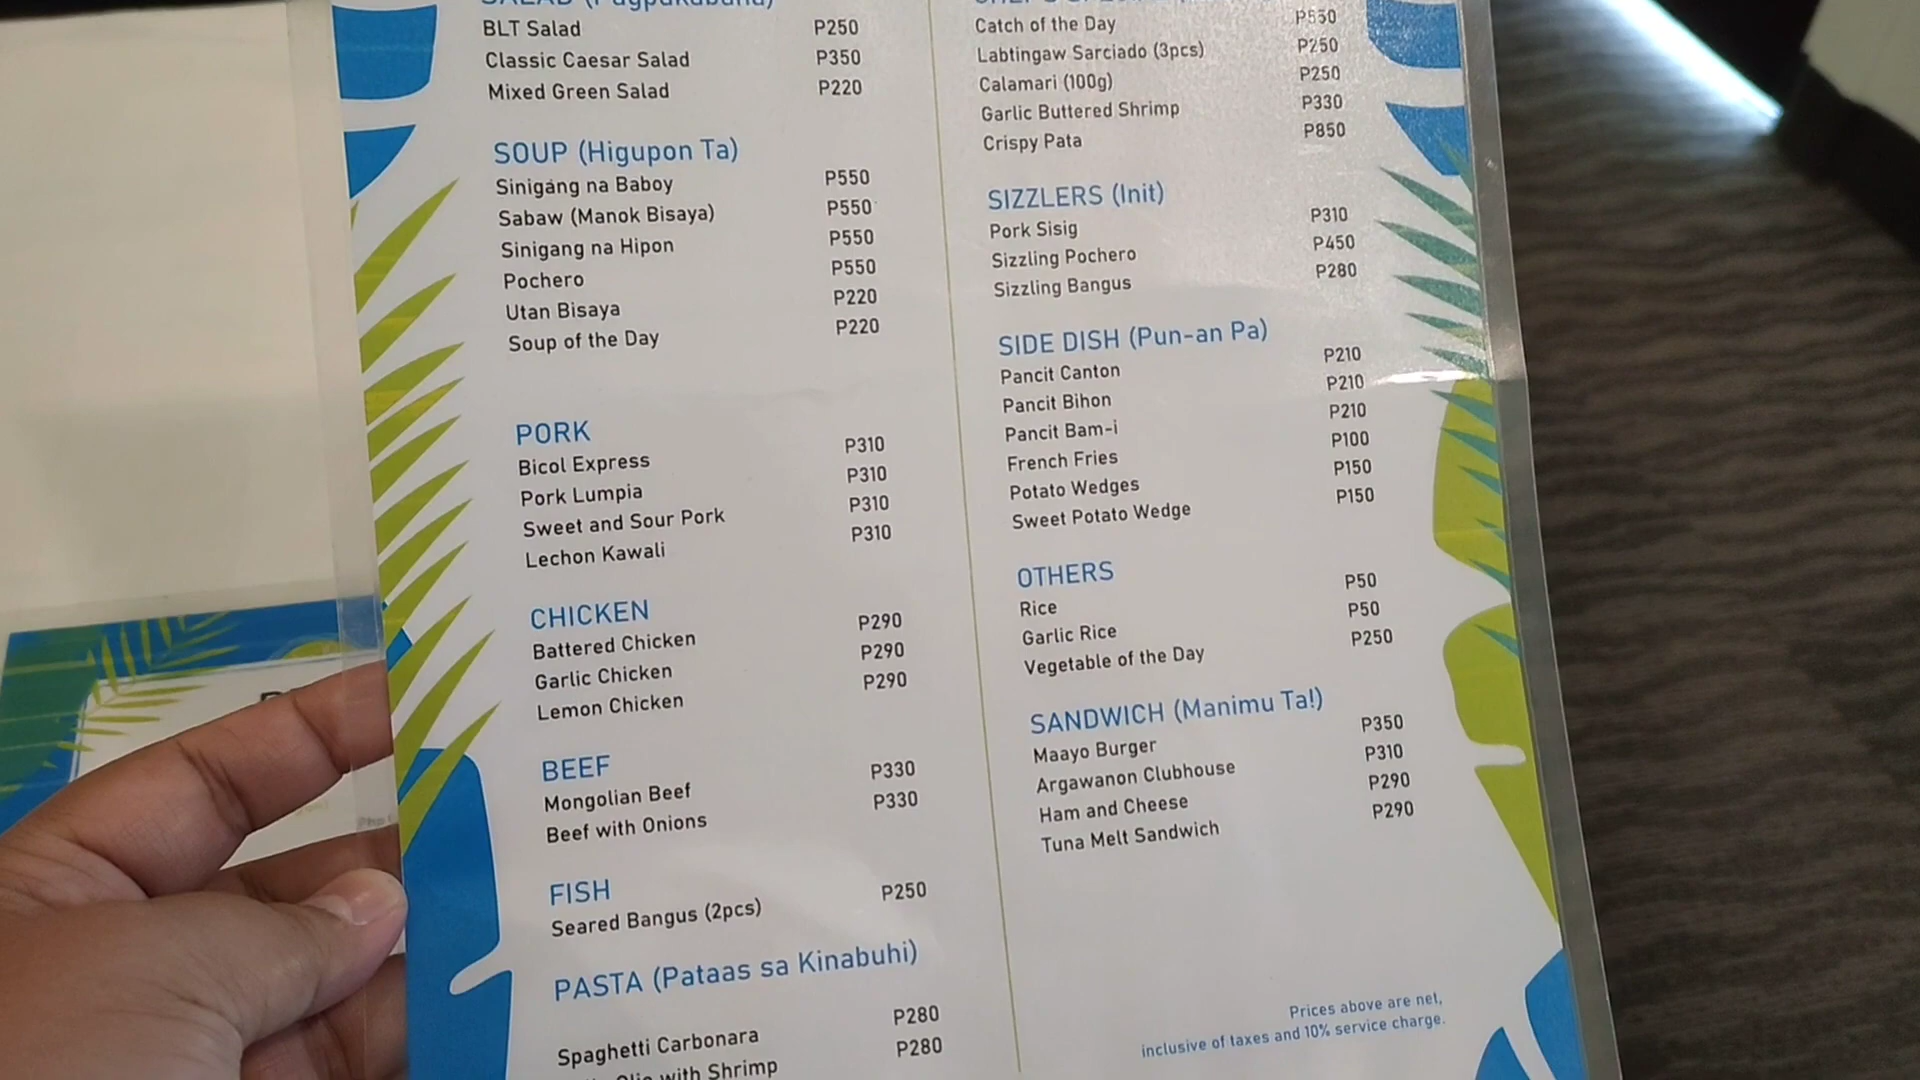 SALAD (Pagpakabuhi)
BLT Salad P250
Classic Caesar Salad P350
Mixed Green Salad P220
SOUP (Higupon Ta)
Sinigang na Baboy P550
Sabaw (Manok Bisaya) P550
Sinigang na Hipon P550
Pochero P550
Utan Bisaya P220
Soup of the Day P220
PORK
Bicol Express P310
Pork Lumpia P310
Sweet and Sour Pork P310
Lechon Kawali P310
CHICKEN
Battered Chicken P290
Garlic Chicken P290
Lemon Chicken P290
BEEF
Mongolian Beef P330
Beef with Onions P330
FISH
Seared Bangus (2pcs) P250
PASTA (Pataas sa Kinabuhi)
Spaghetti Carbonara P280
Olio with Shrimp P280
Catch of the Day P550
Labtingaw Sarciado (3pcs) P250
Calamari (100g) P250
Garlic Buttered Shrimp P330
Crispy Pata P850
SIZZLERS (Init)
Pork Sisig P310
Sizzling Pochero P450
Sizzling Bangus P280
SIDE DISH (Pun-an Pa)
Pancit Canton P210
Pancit Bihon P210
Pancit Bam-i P210
French Fries P100
Potato Wedges P150
Sweet Potato Wedge P150
OTHERS
Rice P50
Garlic Rice P50
Vegetable of the Day P250
SANDWICH (Manimu Ta!)
Maayo Burger P350
Argawanon Clubhouse P310
Ham and Cheese P290
Tuna Melt Sandwich P290
Prices above are net,
inclusive of taxes and 10% service charge.